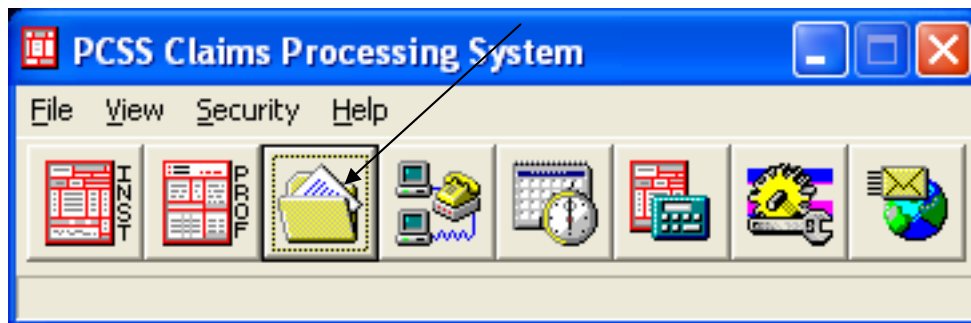 PCSS Claims Processing System
File View Security Help
INST
PROF